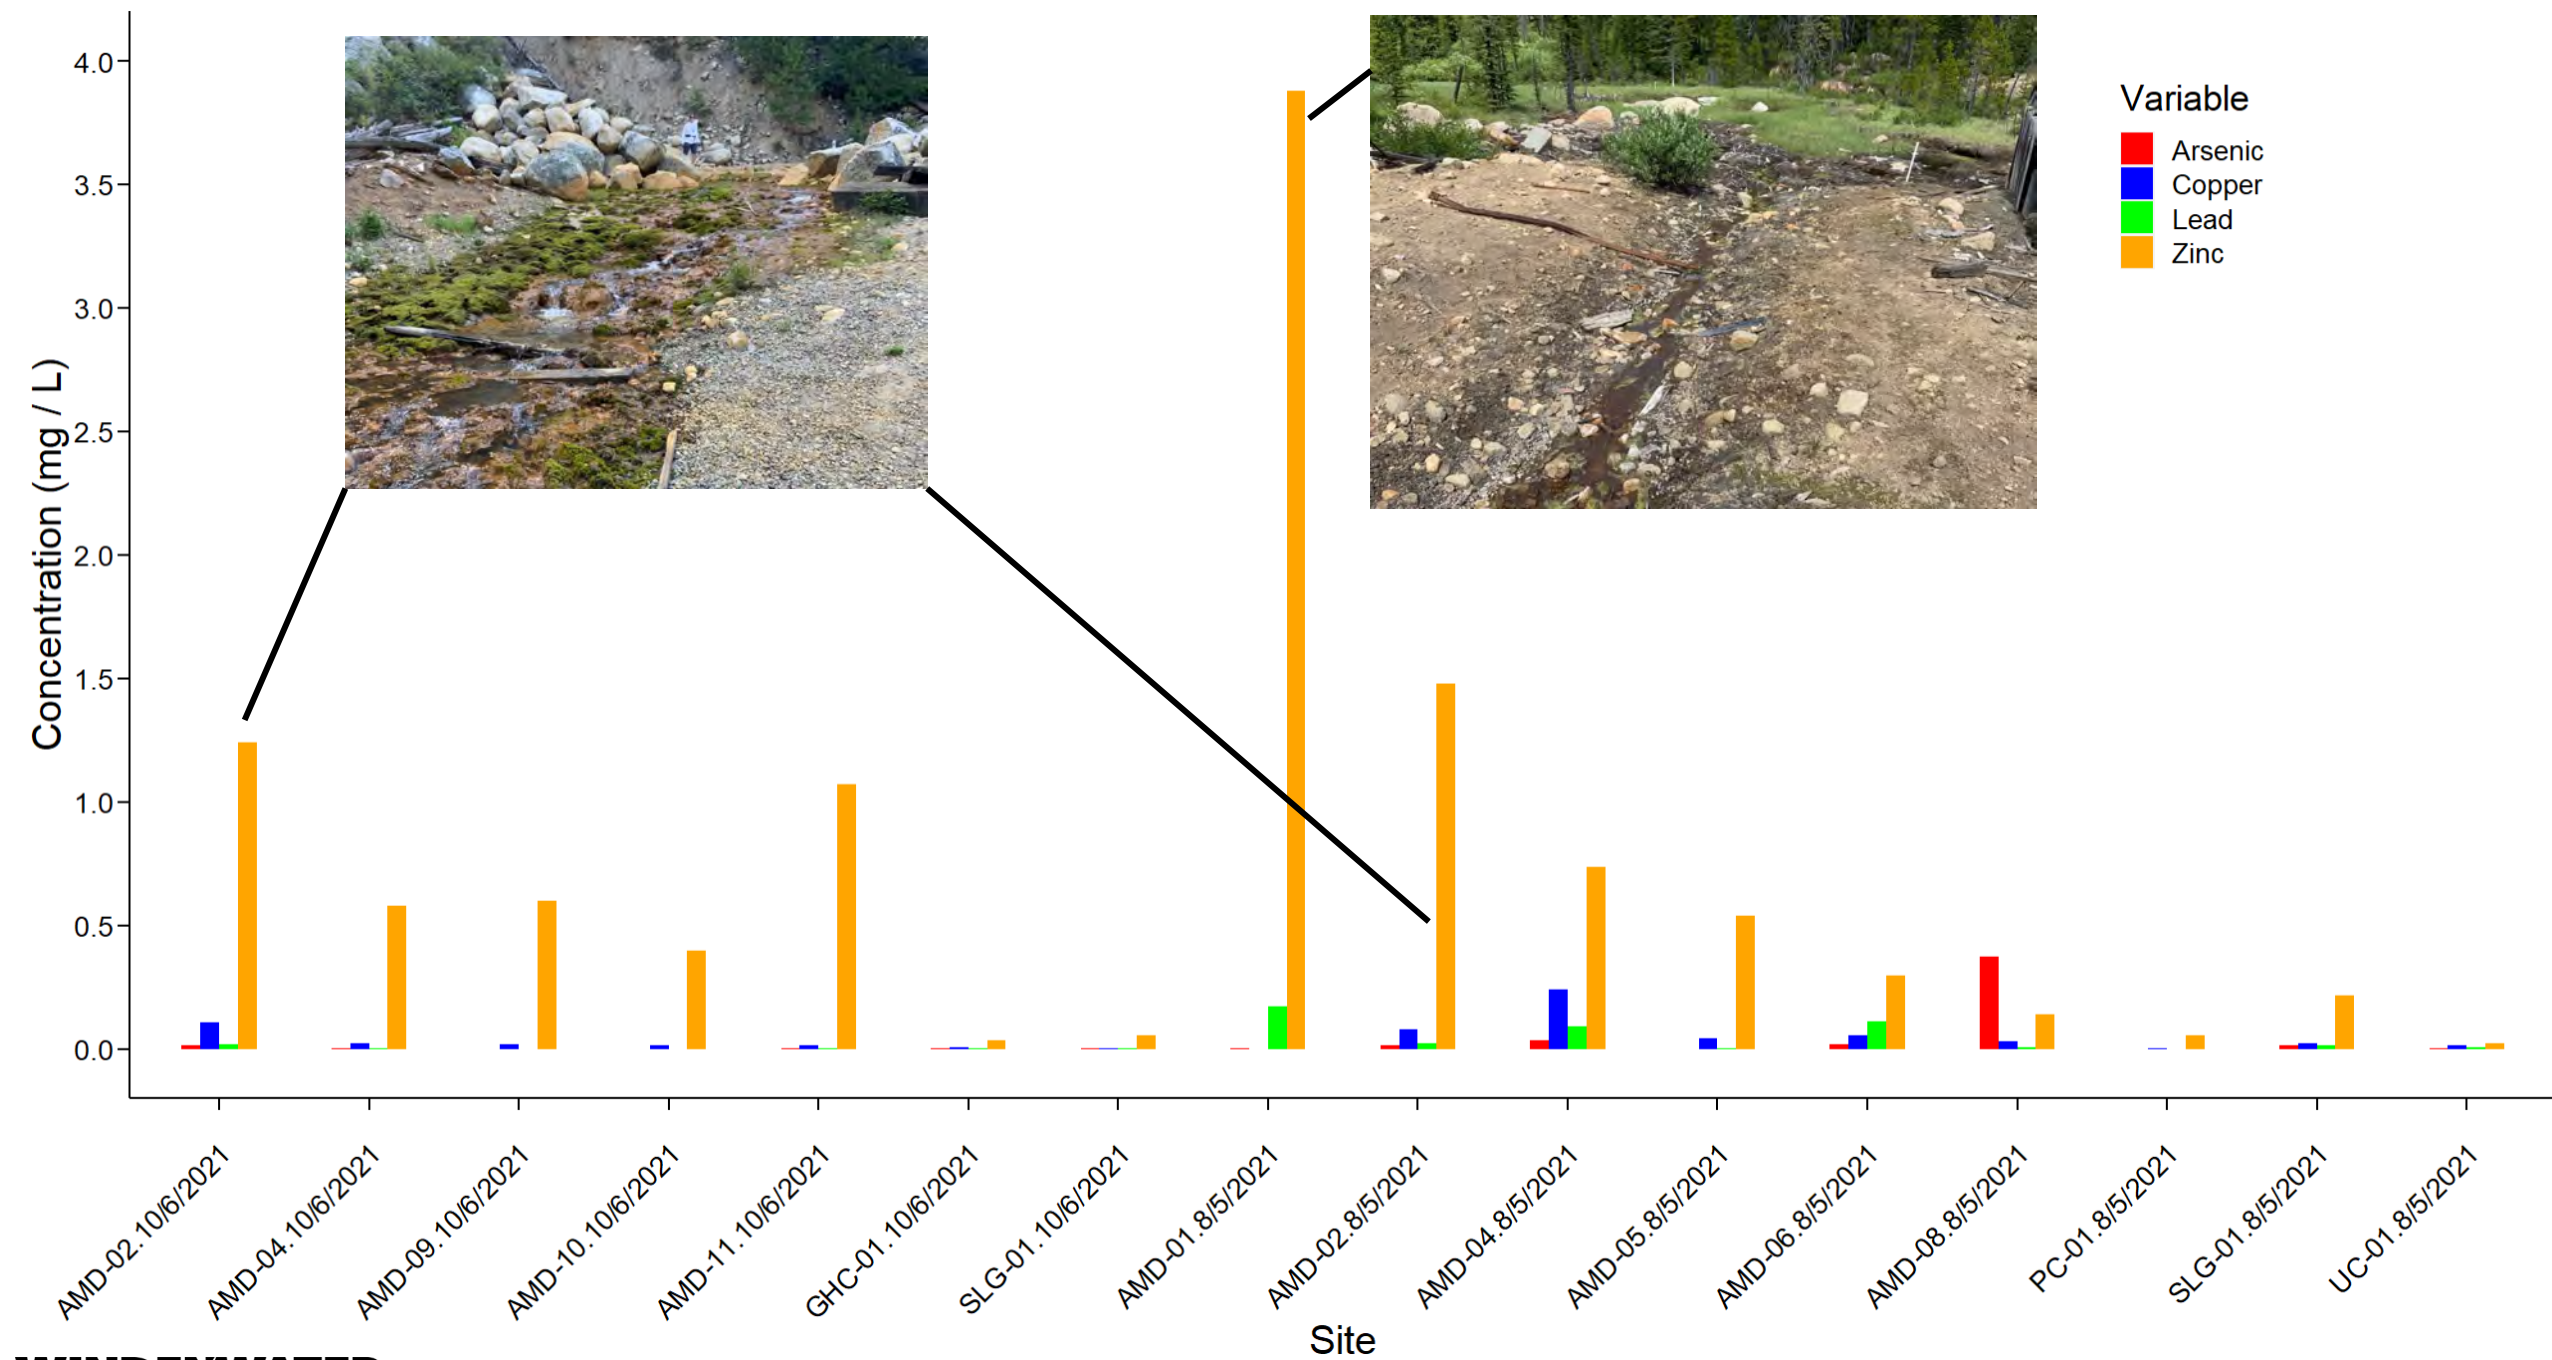 4.0
3.5
3.0
2.5
2.0
1.5
1.0
0.5
0.0
Concentration (mg / L)
Variable
Arsenic
Copper
Lead
Zinc
AMD-02.10/6/2021
AMD-04.10/6/2021
AMD-09.10/6/2021
AMD-10.10/6/2021
AMD-11.10/6/2021
GHC-01.10/6/2021
SLG-01.10/6/2021
AMD-01.8/5/2021
AMD-02.8/5/2021
AMD-04.8/5/2021
AMD-05.8/5/2021
AMD-06.8/5/2021
AMD-08.8/5/2021
PC-01.8/5/2021
SLG-01.8/5/2021
UC-01.8/5/2021
Site